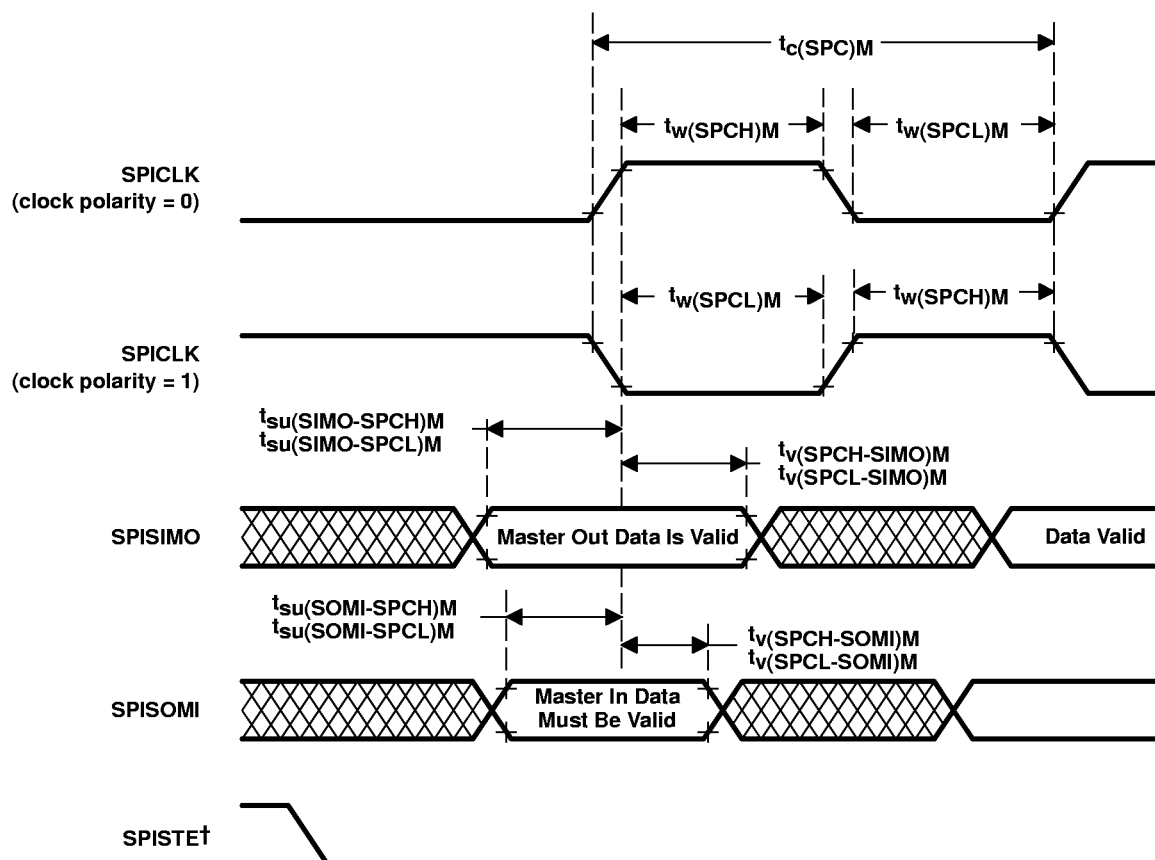 tc(SPC)M
tw(SPCH)M
tw(SPCL)M
SPICLK
(clock polarity = 0)
tw(SPCL)M
tw(SPCH)M
SPICLK
(clock polarity = 1)
tsu(SIMO-SPCH)M
tsu(SIMO-SPCL)M
tv(SPCH-SIMO)M
tv(SPCL-SIMO)M
SPISIMO
Master Out Data Is Valid
Data Valid
tsu(SOMI-SPCH)M
tsu(SOMI-SPCL)M
tv(SPCH-SOMI)M
tv(SPCL-SOMI)M
SPISOMI
Master In Data
Must Be Valid
SPISTE†